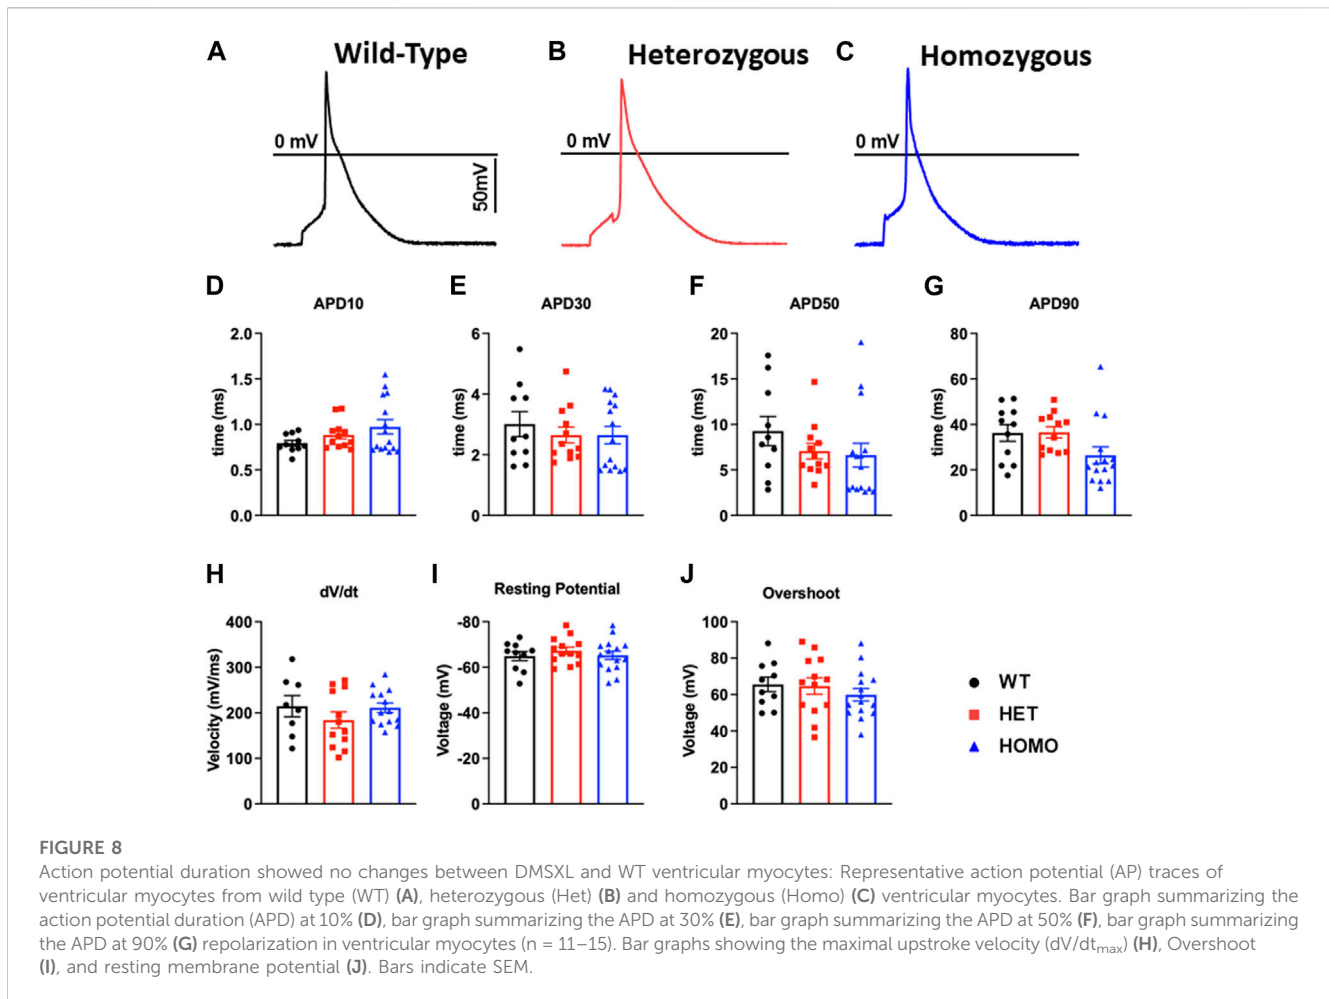 A Wild-Type B Heterozygous C Homozygous
0 mV 0 mV 0 mV
50mV
D E F G
APD10 APD30 APD50 APD90
2.0 6 20 80
1.5 15 60
4
1.0 10 40
2
0.5 5 20
0.0 0 0 0
time (ms) time (ms) time (ms) time (ms)
H I J
dV/dt Resting Potential Overshoot
400 -80 100
300 -60 80
60
200 -40
40
100 -20 20
0 0 0
Velocity (mV/ms) Voltage (mV) Voltage (mV)
WT
HET
HOMO
FIGURE 8
Action potential duration showed no changes between DMSXL and WT ventricular myocytes: Representative action potential (AP) traces of
ventricular myocytes from wild type (WT) (A), heterozygous (Het) (B) and homozygous (Homo) (C) ventricular myocytes. Bar graph summarizing the
action potential duration (APD) at 10% (D), bar graph summarizing the APD at 30% (E), bar graph summarizing the APD at 50% (F), bar graph summarizing
the APD at 90% (G) repolarization in ventricular myocytes (n = 11–15). Bar graphs showing the maximal upstroke velocity (dV/dtmax) (H), Overshoot
(I), and resting membrane potential (J). Bars indicate SEM.